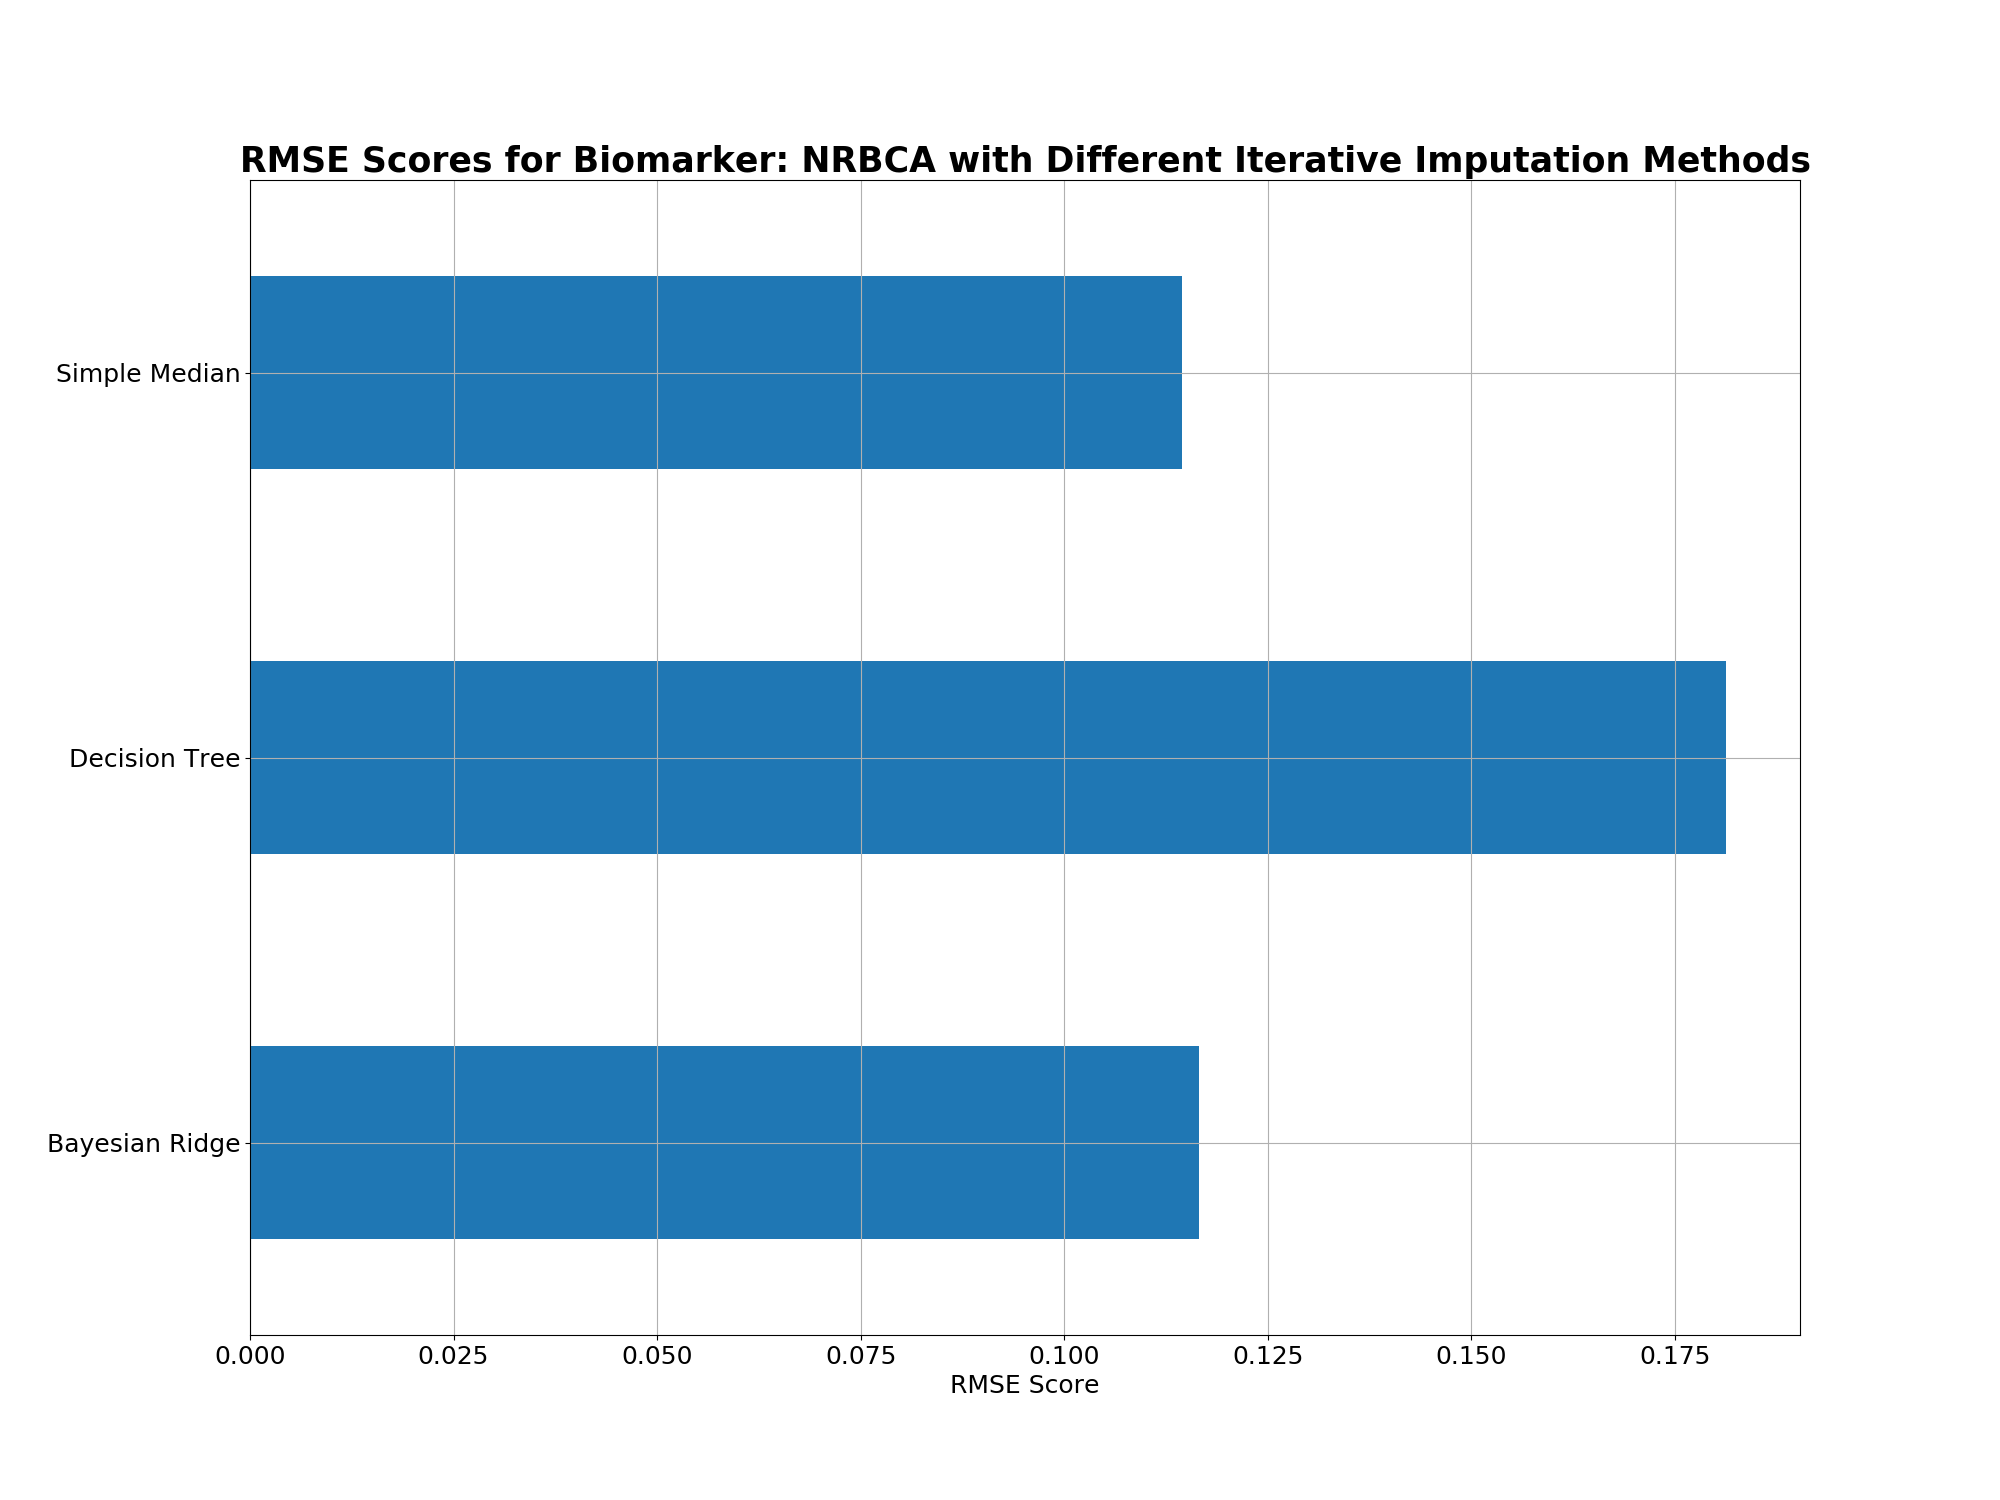 RMSE Scores for Biomarker: NRBCA with Different Iterative Imputation Methods
Simple Median
Decision Tree
Bayesian Ridge
0.000 0.025 0.050 0.075 0.100 0.125 0.150 0.175
RMSE Score